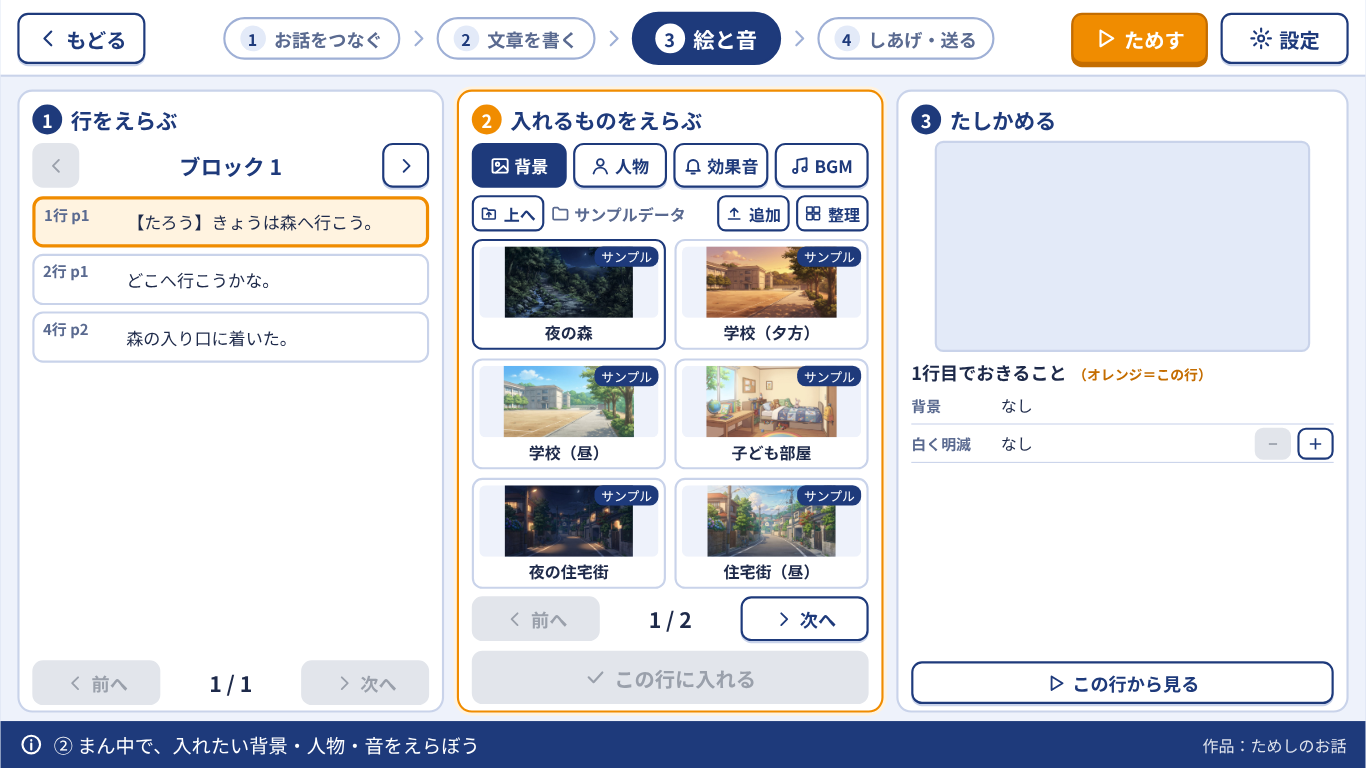 もどる
1 お話をつなぐ
2 文章を書く
3 絵と音
4 しあげ・送る
ためす
設定
1 行をえらぶ
ブロック 1
1行 p1 【たろう】きょうは森へ行こう。
2行 p1 どこへ行こうかな。
4行 p2 森の入り口に着いた。
前へ
1 / 1
次へ
2 入れるものをえらぶ
背景
人物
効果音
BGM
上へ
サンプルデータ
追加
整理
サンプル
夜の森
サンプル
学校（夕方）
サンプル
学校（昼）
サンプル
子ども部屋
サンプル
夜の住宅街
サンプル
住宅街（昼）
前へ
1 / 2
次へ
この行に入れる
3 たしかめる
1行目でおきること （オレンジ＝この行）
背景 なし
白く明滅 なし
この行から見る
② まん中で、入れたい背景・人物・音をえらぼう
作品：ためしのお話